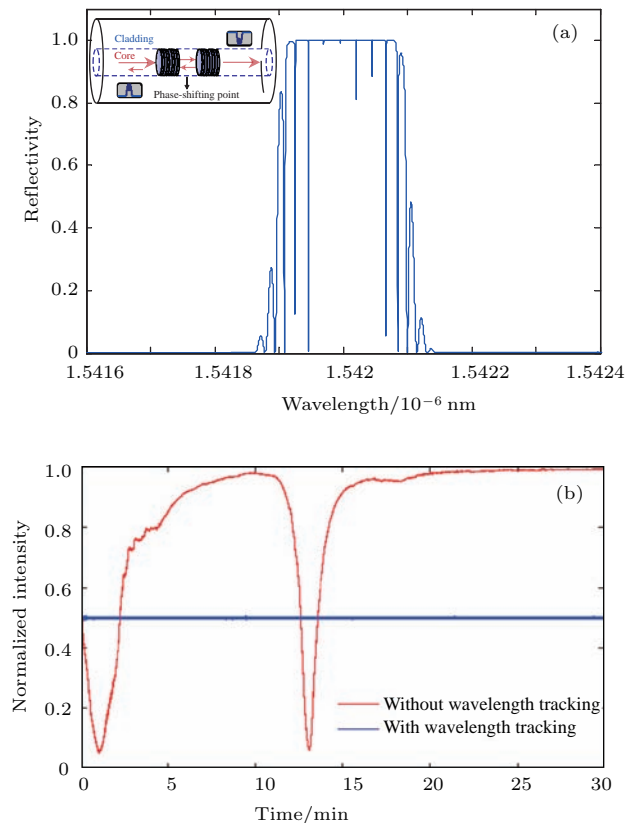 (a)
Cladding
Core
Phase-shifting point
Reflectivity
1.0
0.8
0.6
0.4
0.2
0
1.5416
1.5418
1.542
1.5422
1.5424
Wavelength/10⁻⁶ nm
(b)
Normalized intensity
1.0
0.8
0.6
0.4
0.2
0
Without wavelength tracking
With wavelength tracking
0
5
10
15
20
25
30
Time/min